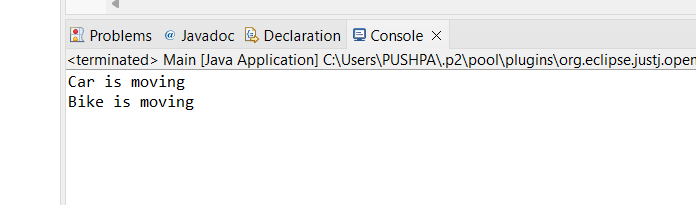 Problems @ Javadoc Declaration Console
<terminated> Main [Java Application] C:\Users\PUSHPA\.p2\pool\plugins\org.eclipse.justj.open
Car is moving
Bike is moving